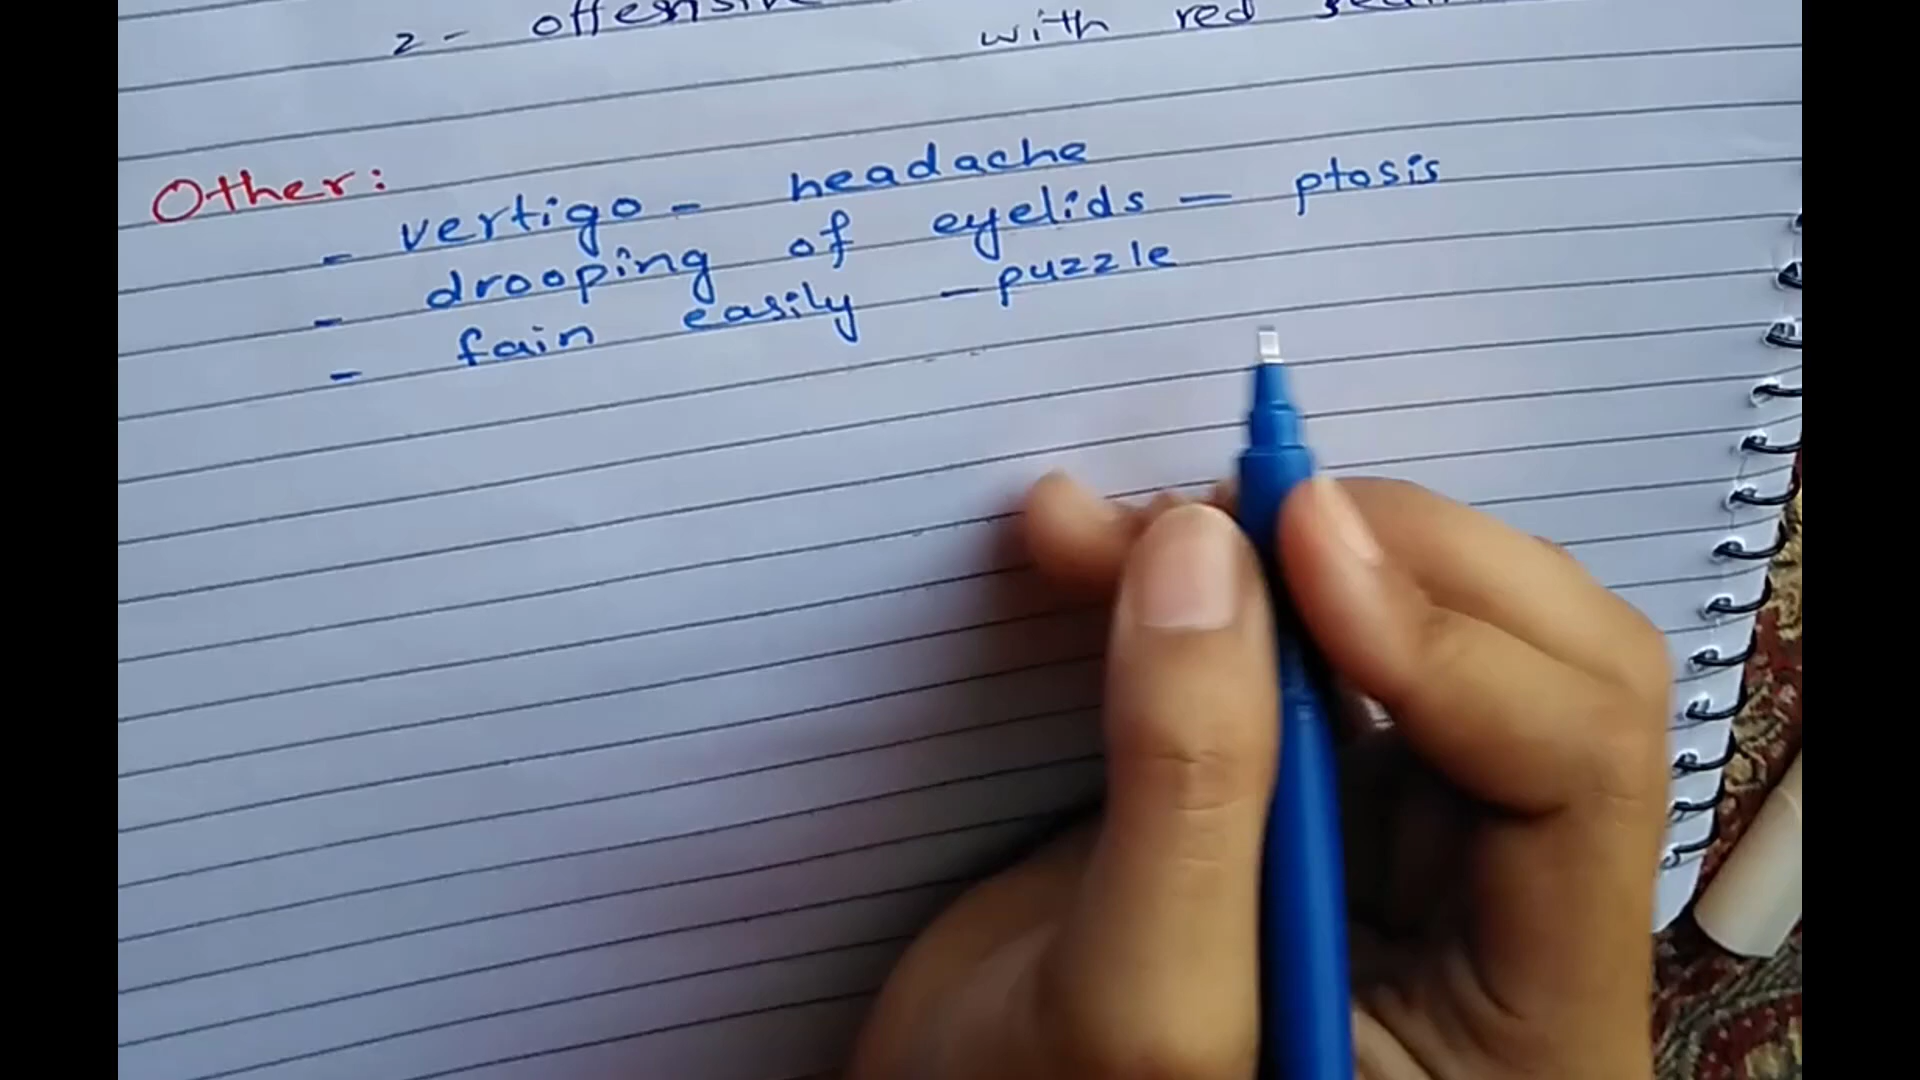 2- offensive
with red
Other:
- vertigo - headache
- drooping of eyelids - ptosis
- fain easily - puzzle